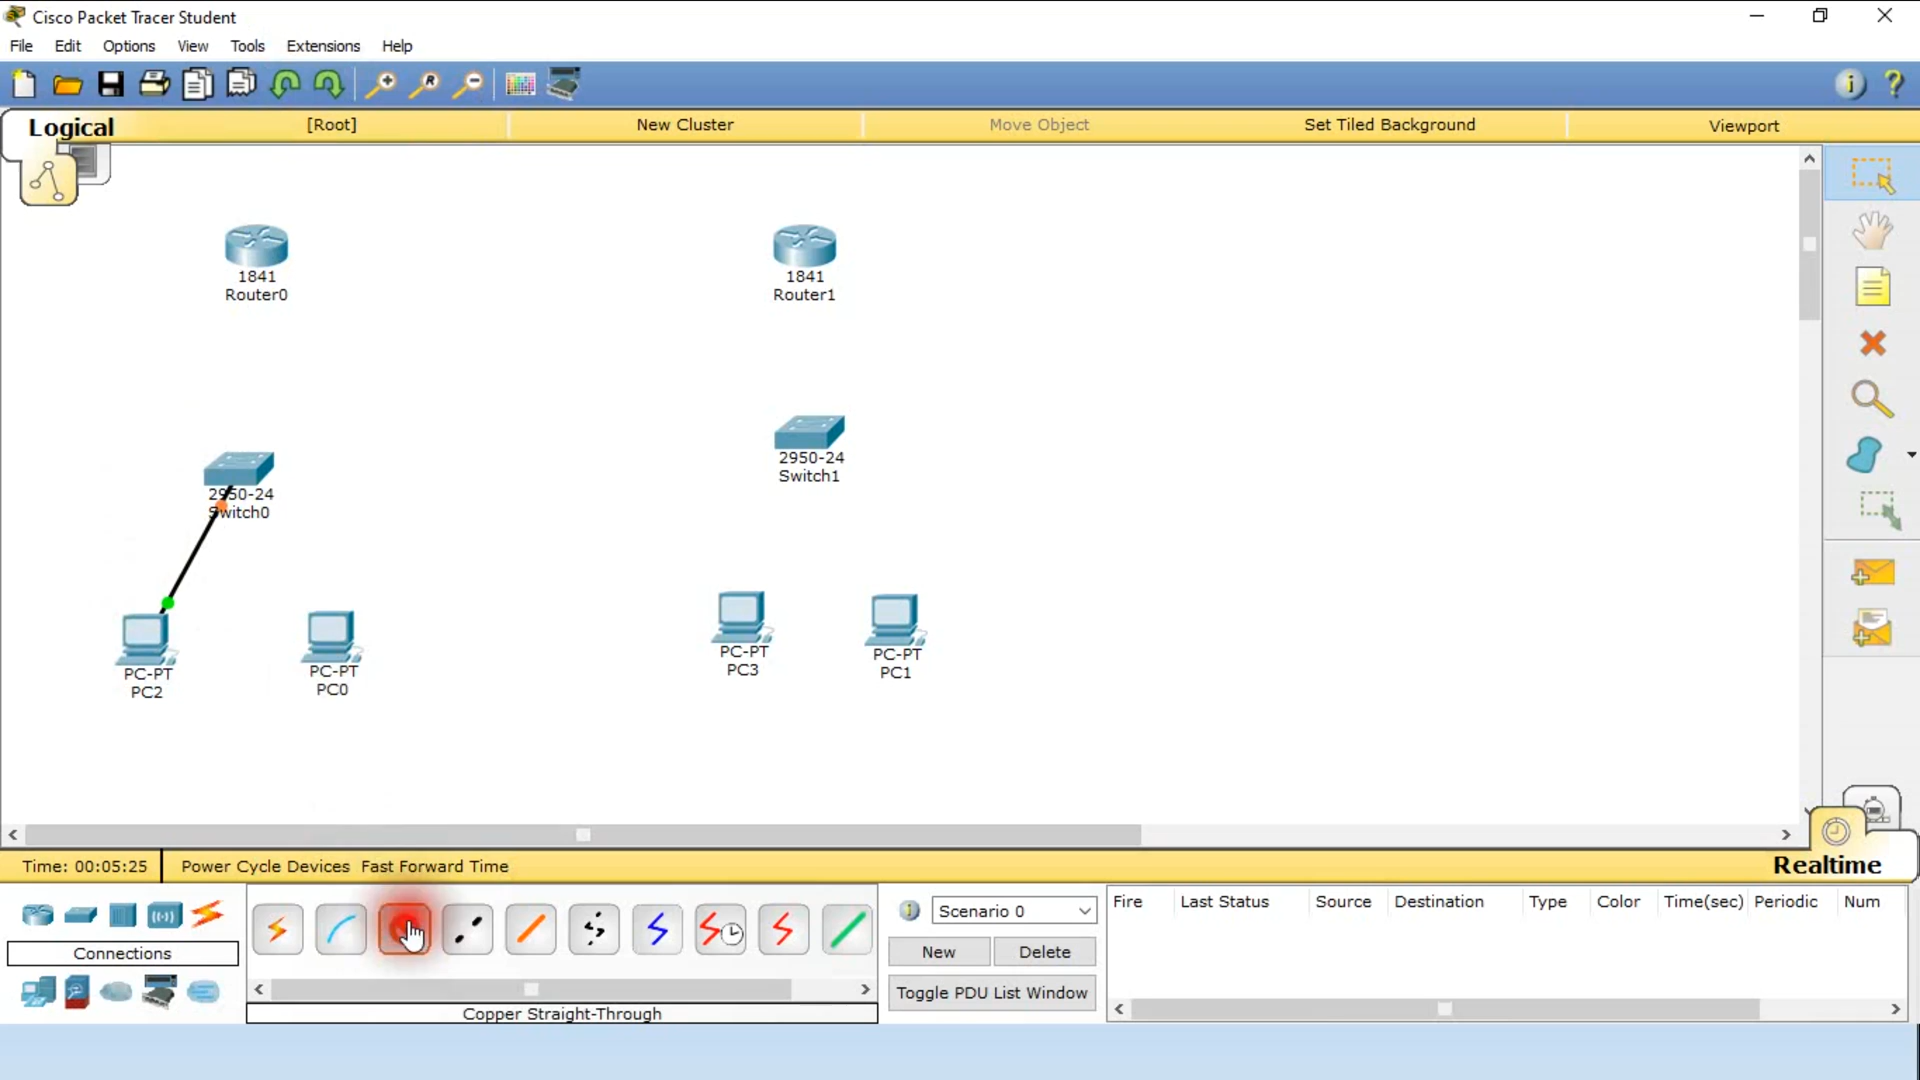 Cisco Packet Tracer Student
File Edit Options View Tools Extensions Help
Logical [Root] New Cluster Move Object Set Tiled Background Viewport
1841
Router0
1841
Router1
2950-24
Switch0
2950-24
Switch1
PC-PT
PC2
PC-PT
PC0
PC-PT
PC3
PC-PT
PC1
Time: 00:05:25 Power Cycle Devices Fast Forward Time Realtime
Connections
Copper Straight-Through
Scenario 0
New Delete
Toggle PDU List Window
Fire Last Status Source Destination Type Color Time(sec) Periodic Num